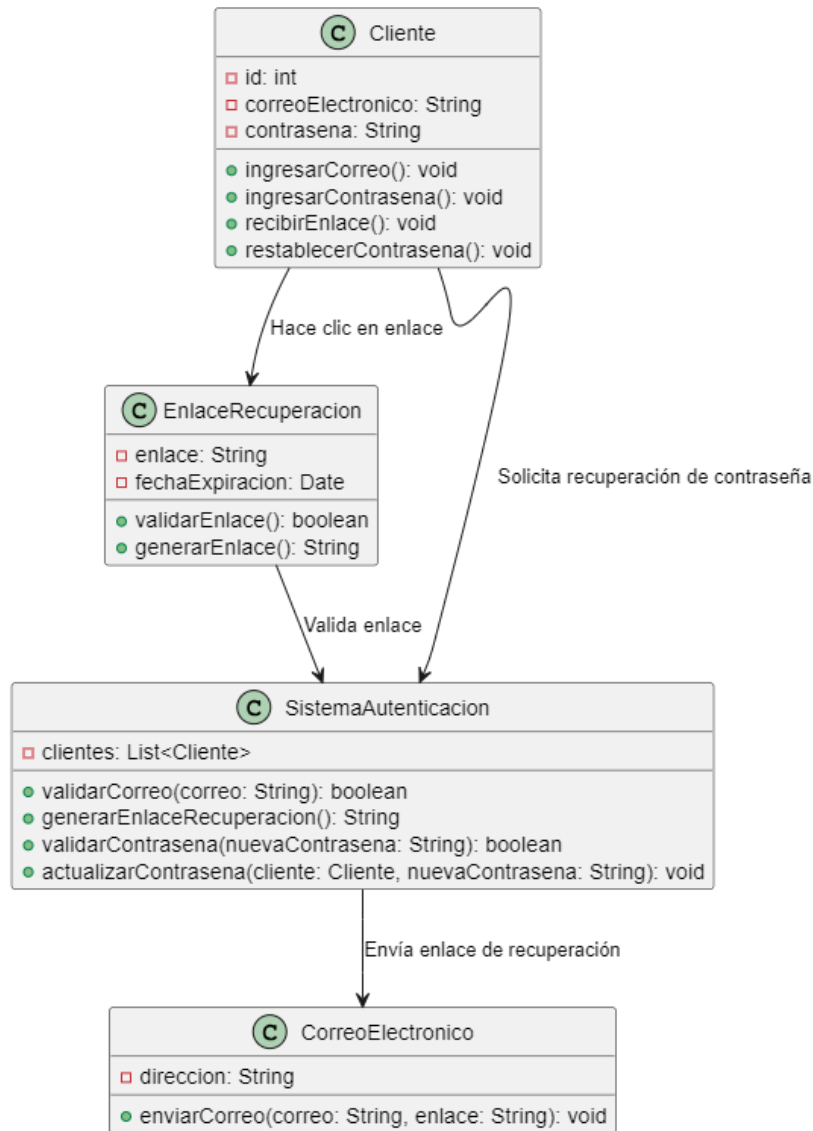 C Cliente
id: int
correoElectronico: String
contrasena: String
ingresarCorreo(): void
ingresarContrasena(): void
recibirEnlace(): void
restablecerContrasena(): void
Hace clic en enlace
C EnlaceRecuperacion
enlace: String
fechaExpiracion: Date
validarEnlace(): boolean
generarEnlace(): String
Solicita recuperación de contraseña
Valida enlace
C SistemaAutenticacion
clientes: List<Cliente>
validarCorreo(correo: String): boolean
generarEnlaceRecuperacion(): String
validarContrasena(nuevaContrasena: String): boolean
actualizarContrasena(cliente: Cliente, nuevaContrasena: String): void
Envía enlace de recuperación
C CorreoElectronico
direccion: String
enviarCorreo(correo: String, enlace: String): void